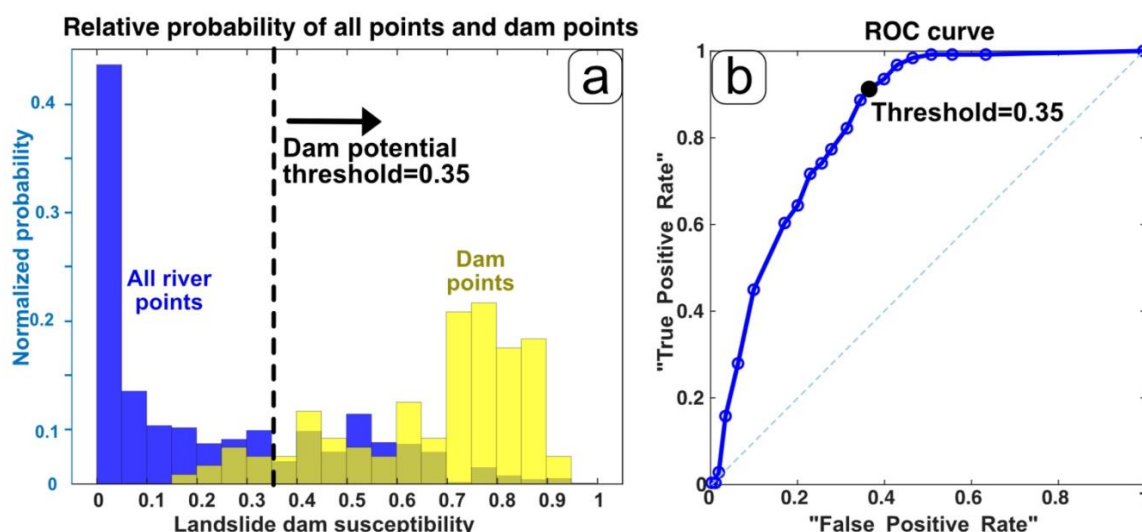 Relative probability of all points and dam points
a
0.4
0.3
0.2
0.1
0
Normalized probability
Dam potential
threshold=0.35
All river
points
Dam
points
0 0.1 0.2 0.3 0.4 0.5 0.6 0.7 0.8 0.9 1
Landslide dam susceptibility
ROC curve
b
1
0.8
0.6
0.4
0.2
0
"True Positive Rate"
Threshold=0.35
0 0.2 0.4 0.6 0.8 1
"False Positive Rate"